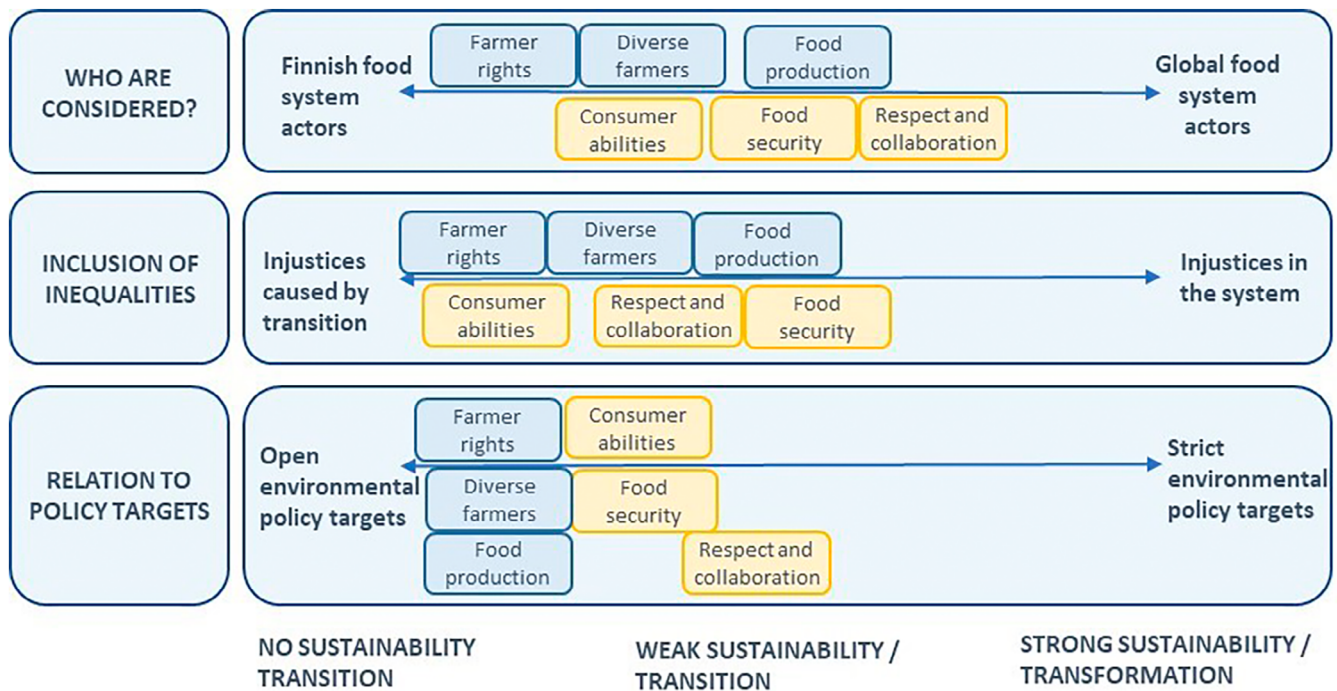 WHO ARE
CONSIDERED?
Finnish food
system
actors
Farmer
rights
Diverse
farmers
Food
production
Consumer
abilities
Food
security
Respect and
collaboration
Global food
system
actors
INCLUSION OF
INEQUALITIES
Injustices
caused by
transition
Farmer
rights
Diverse
farmers
Food
production
Consumer
abilities
Respect and
collaboration
Food
security
Injustices in
the system
RELATION TO
POLICY TARGETS
Open
environmental
policy targets
Farmer
rights
Consumer
abilities
Diverse
farmers
Food
security
Food
production
Respect and
collaboration
Strict
environmental
policy targets
NO SUSTAINABILITY
TRANSITION
WEAK SUSTAINABILITY /
TRANSITION
STRONG SUSTAINABILITY /
TRANSFORMATION